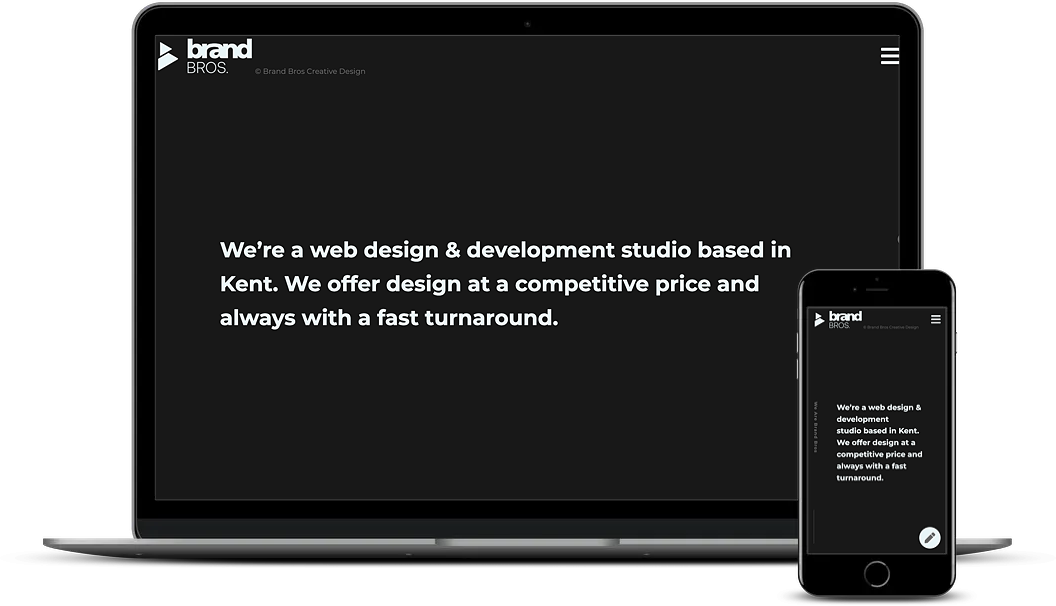 brand
BROS.
© Brand Bros Creative Design
We’re a web design & development studio based in
Kent. We offer design at a competitive price and
always with a fast turnaround.
brand
BROS.
© Brand Bros Creative Design
We Are Brand Bros
We’re a web design &
development
studio based in Kent.
We offer design at a
competitive price and
always with a fast
turnaround.